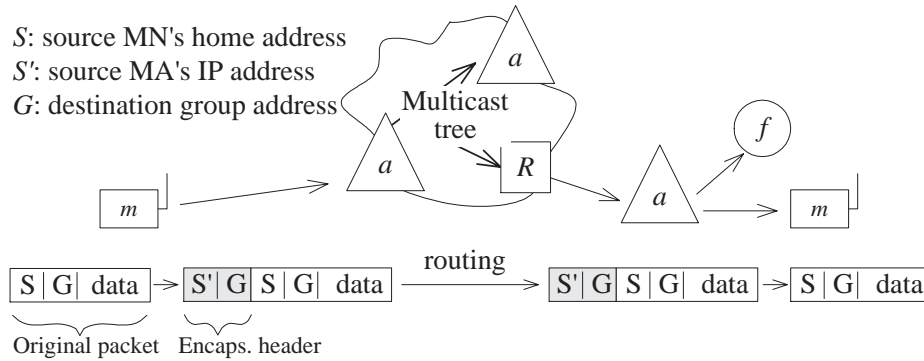 S: source MN's home address
S': source MA's IP address
G: destination group address
a
Multicast
tree
a
R
f
m
a
m
routing
S | G | data
S' | G | S | G | data
S' | G | S | G | data
S | G | data
Original packet
Encaps. header